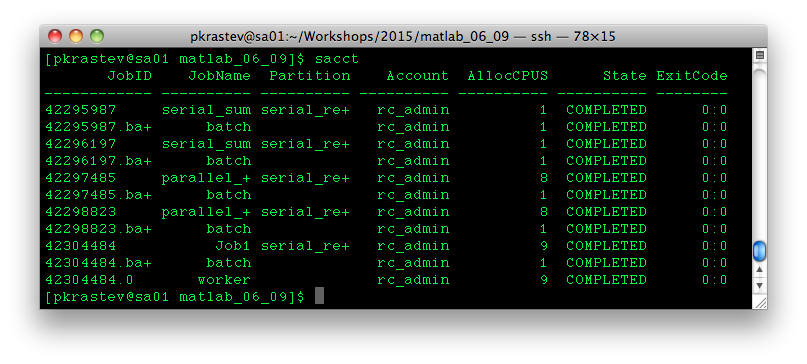 pkrastev@sa01:~/Workshops/2015/matlab_06_09 — ssh — 78×15
[pkrastev@sa01 matlab_06_09]$ sacct
       JobID    JobName  Partition    Account  AllocCPUS      State ExitCode
------------ ---------- ---------- ---------- ---------- ---------- --------
42295987     serial_sum serial_re+   rc_admin          1  COMPLETED      0:0
42295987.ba+      batch              rc_admin          1  COMPLETED      0:0
42296197     serial_sum serial_re+   rc_admin          1  COMPLETED      0:0
42296197.ba+      batch              rc_admin          1  COMPLETED      0:0
42297485     parallel_+ serial_re+   rc_admin          8  COMPLETED      0:0
42297485.ba+      batch              rc_admin          1  COMPLETED      0:0
42298823     parallel_+ serial_re+   rc_admin          8  COMPLETED      0:0
42298823.ba+      batch              rc_admin          1  COMPLETED      0:0
42304484           Job1 serial_re+   rc_admin          9  COMPLETED      0:0
42304484.ba+      batch              rc_admin          1  COMPLETED      0:0
42304484.0       worker              rc_admin          9  COMPLETED      0:0
[pkrastev@sa01 matlab_06_09]$